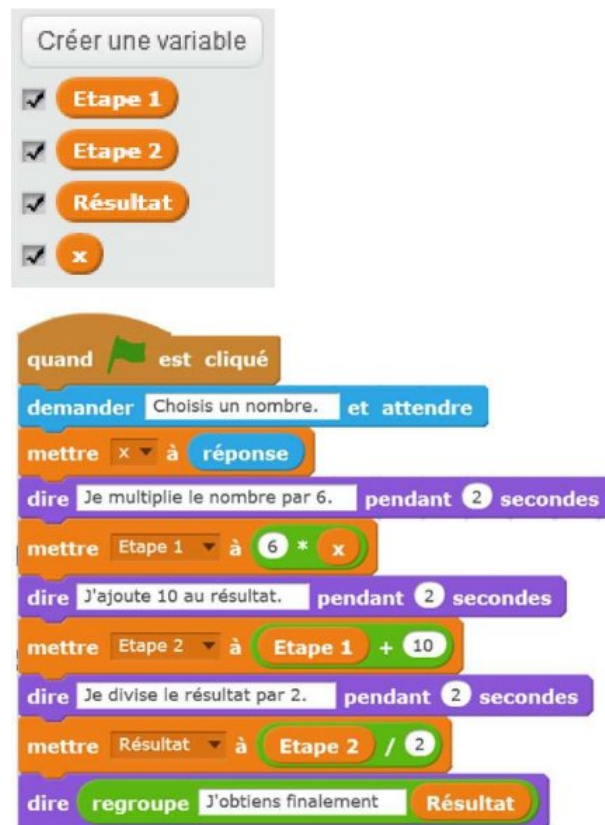 Créer une variable
Etape 1
Etape 2
Résultat
x
quand est cliqué
demander Choisis un nombre. et attendre
mettre x à réponse
dire Je multiplie le nombre par 6. pendant 2 secondes
mettre Etape 1 à 6 * x
dire J'ajoute 10 au résultat. pendant 2 secondes
mettre Etape 2 à Etape 1 + 10
dire Je divise le résultat par 2. pendant 2 secondes
mettre Résultat à Etape 2 / 2
dire regroupe J'obtiens finalement Résultat